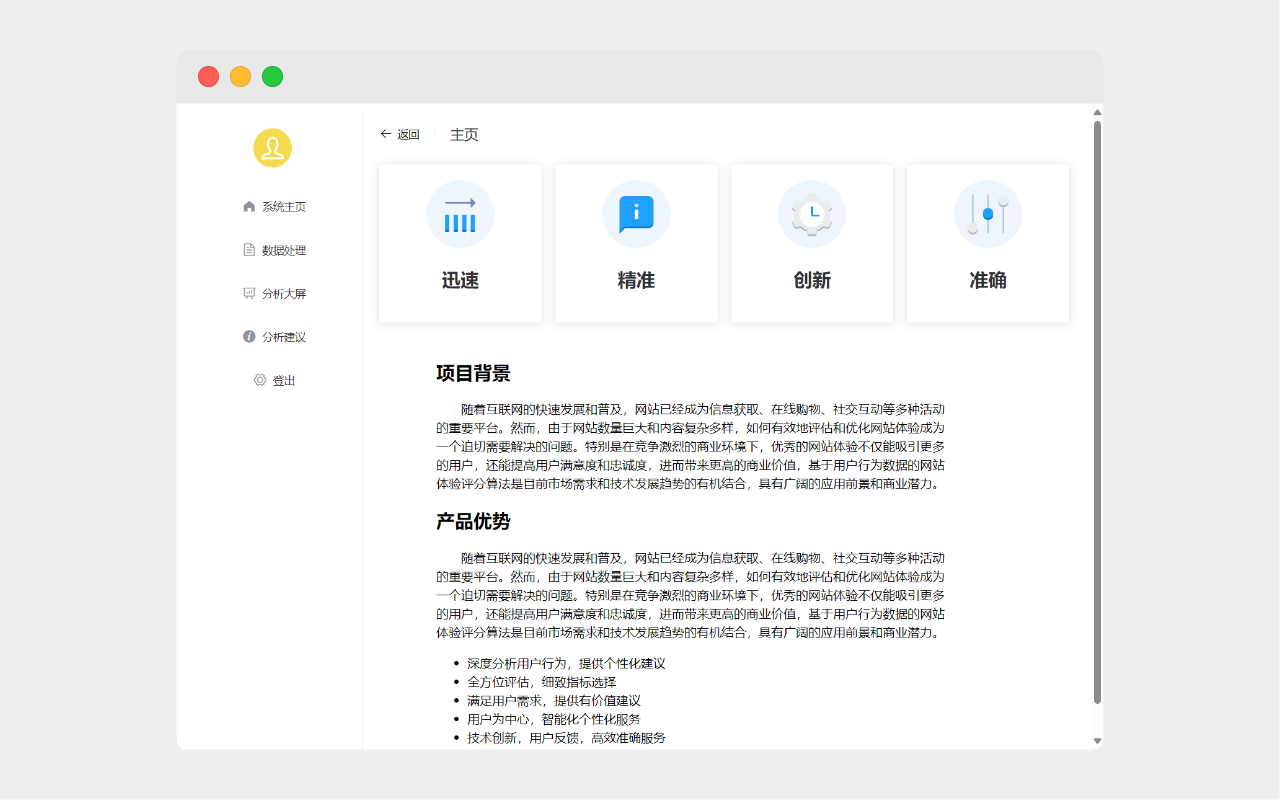 系统主页
数据处理
分析大屏
分析建议
登出
返回 主页
迅速
精准
创新
准确
项目背景
随着互联网的快速发展和普及，网站已经成为信息获取、在线购物、社交互动等多种活动
的重要平台。然而，由于网站数量巨大和内容复杂多样，如何有效地评估和优化网站体验成为
一个迫切需要解决的问题。特别是在竞争激烈的商业环境下，优秀的网站体验不仅能吸引更多
的用户，还能提高用户满意度和忠诚度，进而带来更高的商业价值，基于用户行为数据的网站
体验评分算法是目前市场需求和技术发展趋势的有机结合，具有广阔的应用前景和商业潜力。
产品优势
随着互联网的快速发展和普及，网站已经成为信息获取、在线购物、社交互动等多种活动
的重要平台。然而，由于网站数量巨大和内容复杂多样，如何有效地评估和优化网站体验成为
一个迫切需要解决的问题。特别是在竞争激烈的商业环境下，优秀的网站体验不仅能吸引更多
的用户，还能提高用户满意度和忠诚度，进而带来更高的商业价值，基于用户行为数据的网站
体验评分算法是目前市场需求和技术发展趋势的有机结合，具有广阔的应用前景和商业潜力。
深度分析用户行为，提供个性化建议
全方位评估，细致指标选择
满足用户需求，提供有价值建议
用户为中心，智能化个性化服务
技术创新，用户反馈，高效准确服务